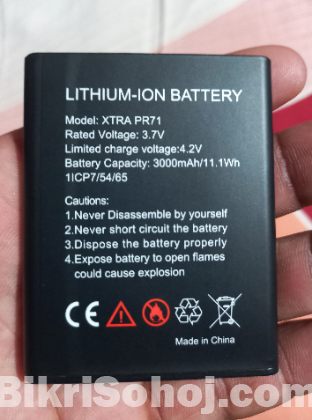 LITHIUM-ION BATTERY
Model: XTRA PR71
Rated Voltage: 3.7V
Limited charge voltage:4.2V
Battery Capacity: 3000mAh/11.1Wh
1ICP7/54/65
Cautions:
1.Never Disassemble by yourself
2.Never short circuit the battery
3.Dispose the battery properly
4.Expose battery to open flames
could cause explosion
CE
Made in China
BikriSohoj.com